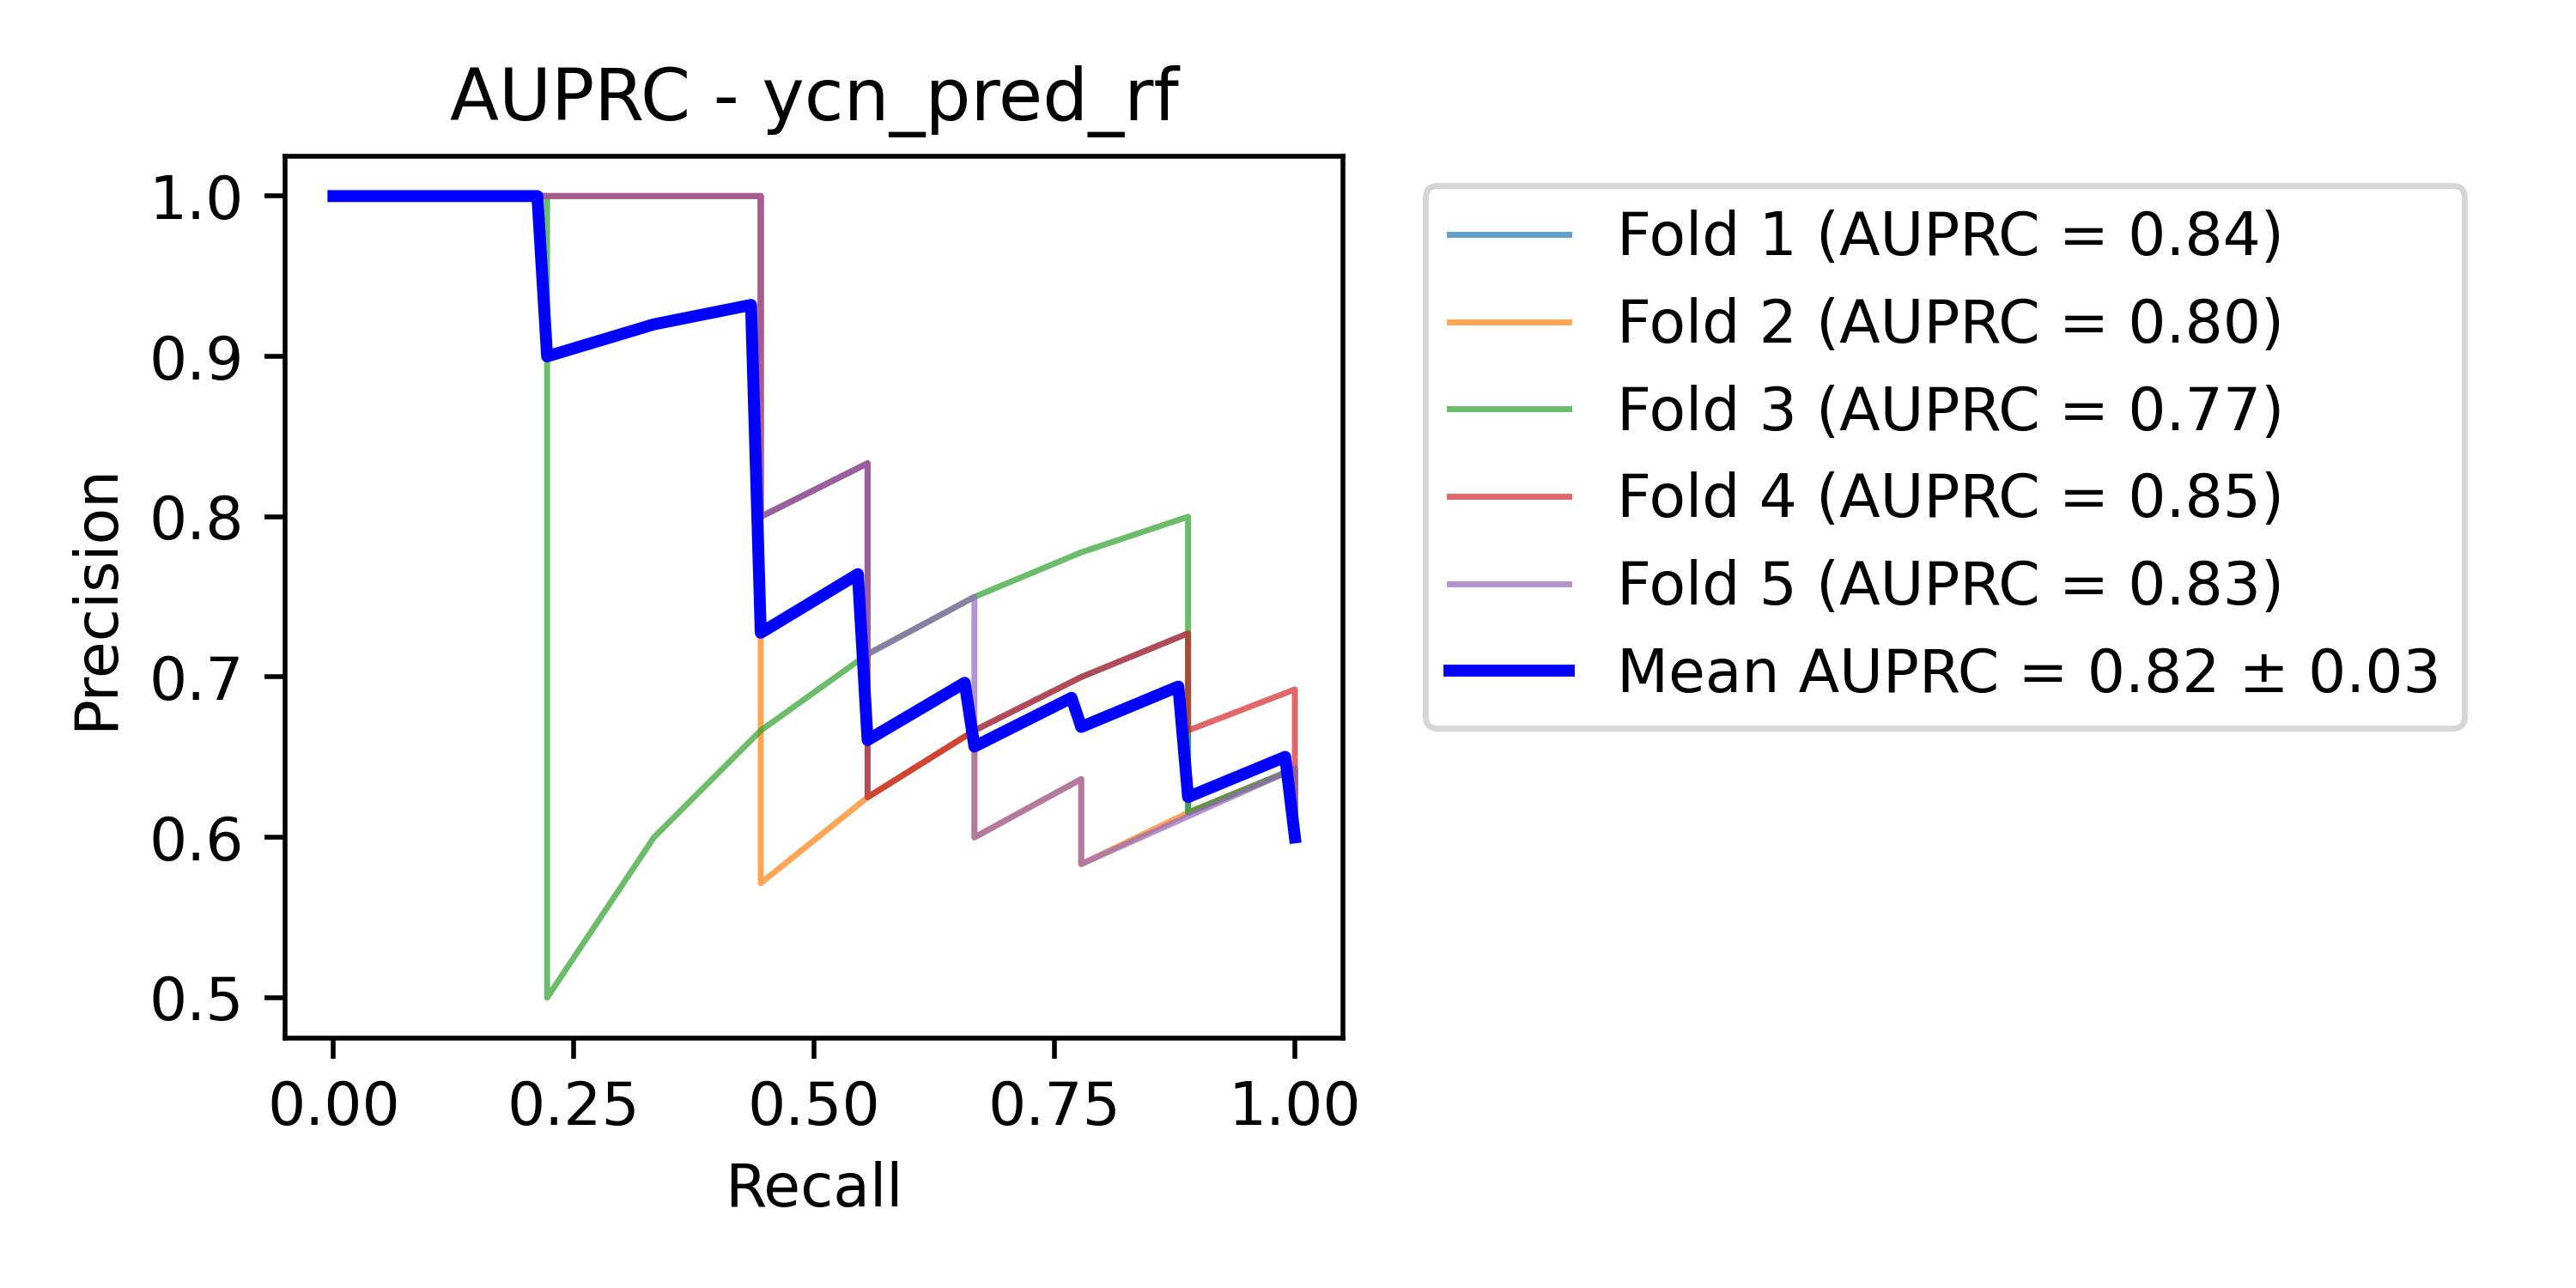 AUPRC - ycn_pred_rf
Precision
1.0
0.9
0.8
0.7
0.6
0.5
0.00 0.25 0.50 0.75 1.00
Recall
Fold 1 (AUPRC = 0.84)
Fold 2 (AUPRC = 0.80)
Fold 3 (AUPRC = 0.77)
Fold 4 (AUPRC = 0.85)
Fold 5 (AUPRC = 0.83)
Mean AUPRC = 0.82 ± 0.03